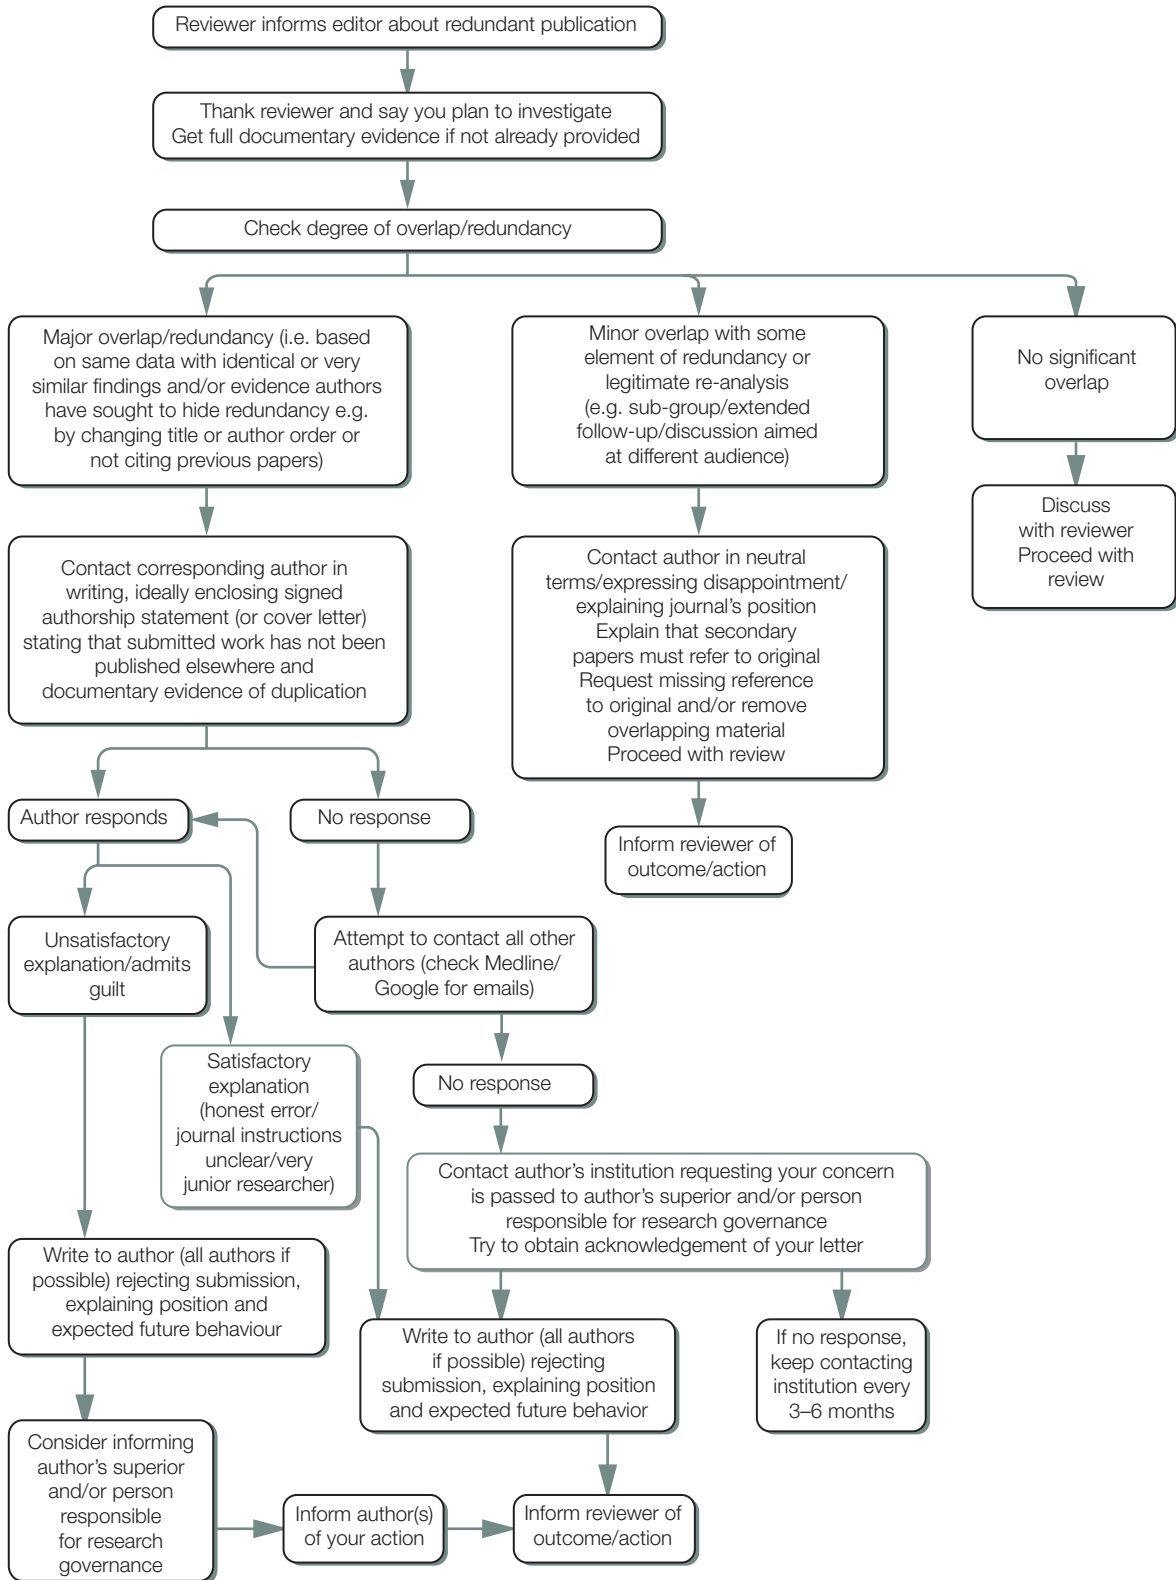 Reviewer informs editor about redundant publication
Thank reviewer and say you plan to investigate
Get full documentary evidence if not already provided
Check degree of overlap/redundancy
Major overlap/redundancy (i.e. based
on same data with identical or very
similar findings and/or evidence authors
have sought to hide redundancy e.g.
by changing title or author order or
not citing previous papers)
Minor overlap with some
element of redundancy or
legitimate re-analysis
(e.g. sub-group/extended
follow-up/discussion aimed
at different audience)
No significant
overlap
Discuss
with reviewer
Proceed with
review
Contact corresponding author in
writing, ideally enclosing signed
authorship statement (or cover letter)
stating that submitted work has not been
published elsewhere and
documentary evidence of duplication
Contact author in neutral
terms/expressing disappointment/
explaining journal’s position
Explain that secondary
papers must refer to original
Request missing reference
to original and/or remove
overlapping material
Proceed with review
Author responds
No response
Inform reviewer of
outcome/action
Unsatisfactory
explanation/admits
guilt
Attempt to contact all other
authors (check Medline/
Google for emails)
Satisfactory
explanation
(honest error/
journal instructions
unclear/very
junior researcher)
No response
Contact author’s institution requesting your concern
is passed to author’s superior and/or person
responsible for research governance
Try to obtain acknowledgement of your letter
Write to author (all authors if
possible) rejecting submission,
explaining position and
expected future behaviour
Write to author (all authors
if possible) rejecting
submission, explaining position
and expected future behavior
If no response,
keep contacting
institution every
3–6 months
Consider informing
author’s superior
and/or person
responsible
for research
governance
Inform author(s)
of your action
Inform reviewer of
outcome/action